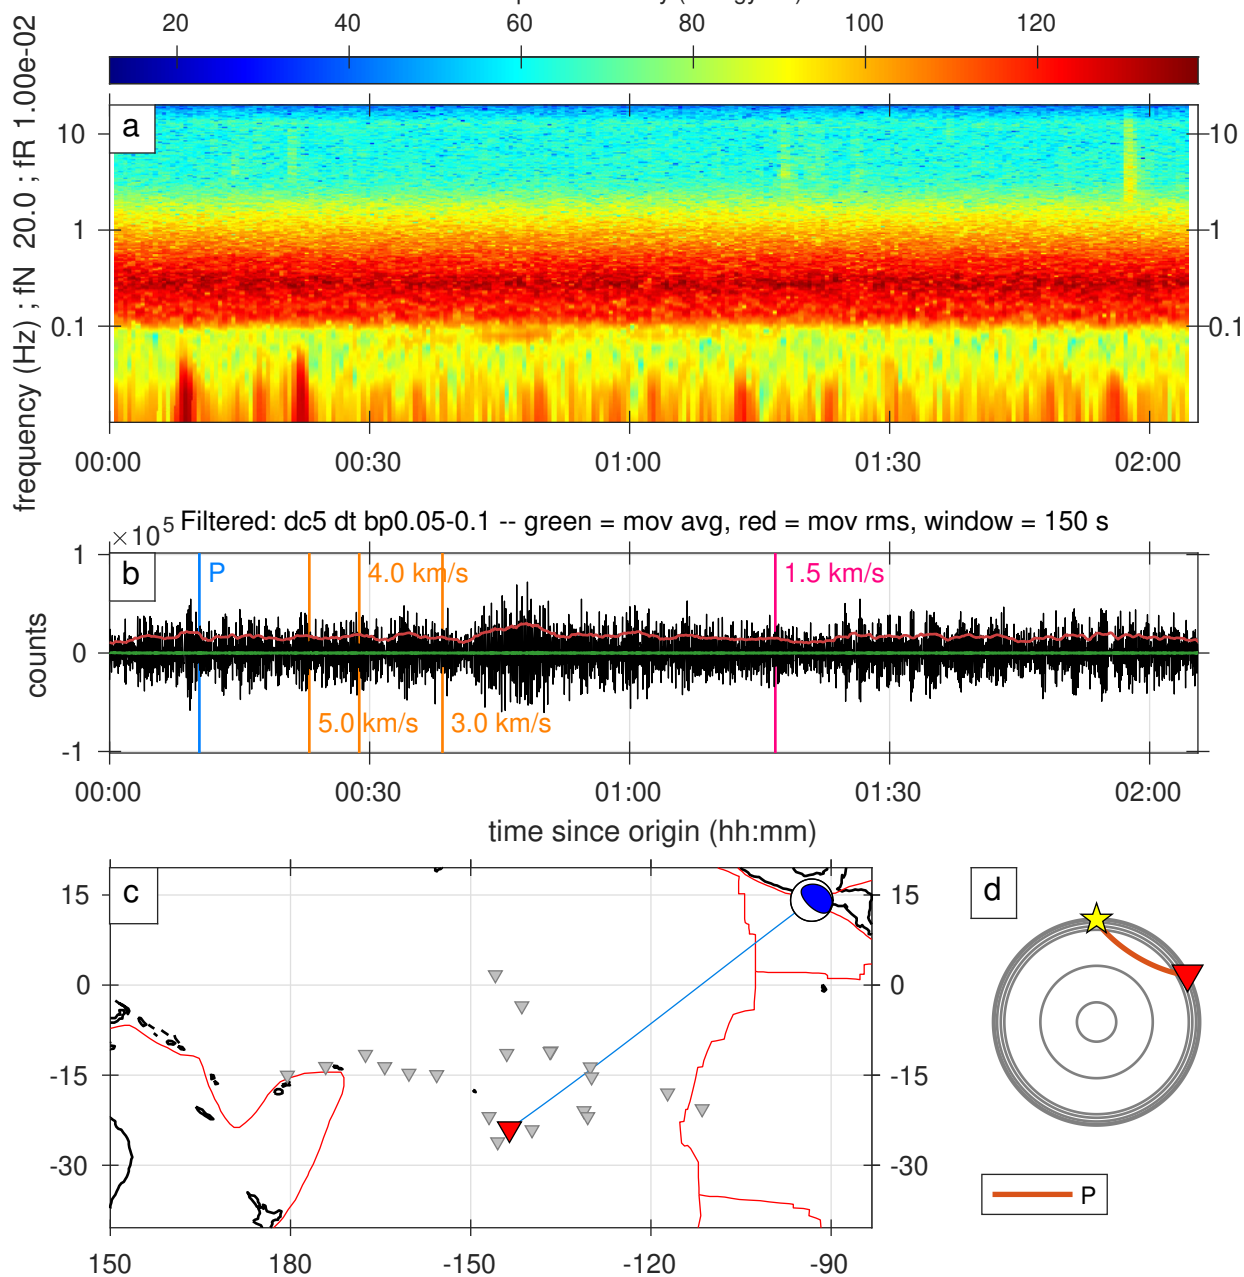 20 40 60 80 100 120
frequency (Hz) ; fN 20.0 ; fR 1.00e-02
a
10 10
1 1
0.1 0.1
00:00 00:30 01:00 01:30 02:00
×10^5 Filtered: dc5 dt bp0.05-0.1 -- green = mov avg, red = mov rms, window = 150 s
b
P 4.0 km/s 1.5 km/s
5.0 km/s 3.0 km/s
counts
1
0
-1
00:00 00:30 01:00 01:30 02:00
time since origin (hh:mm)
c
d
15 15
0 0
-15 -15
-30 -30
150 180 -150 -120 -90
P